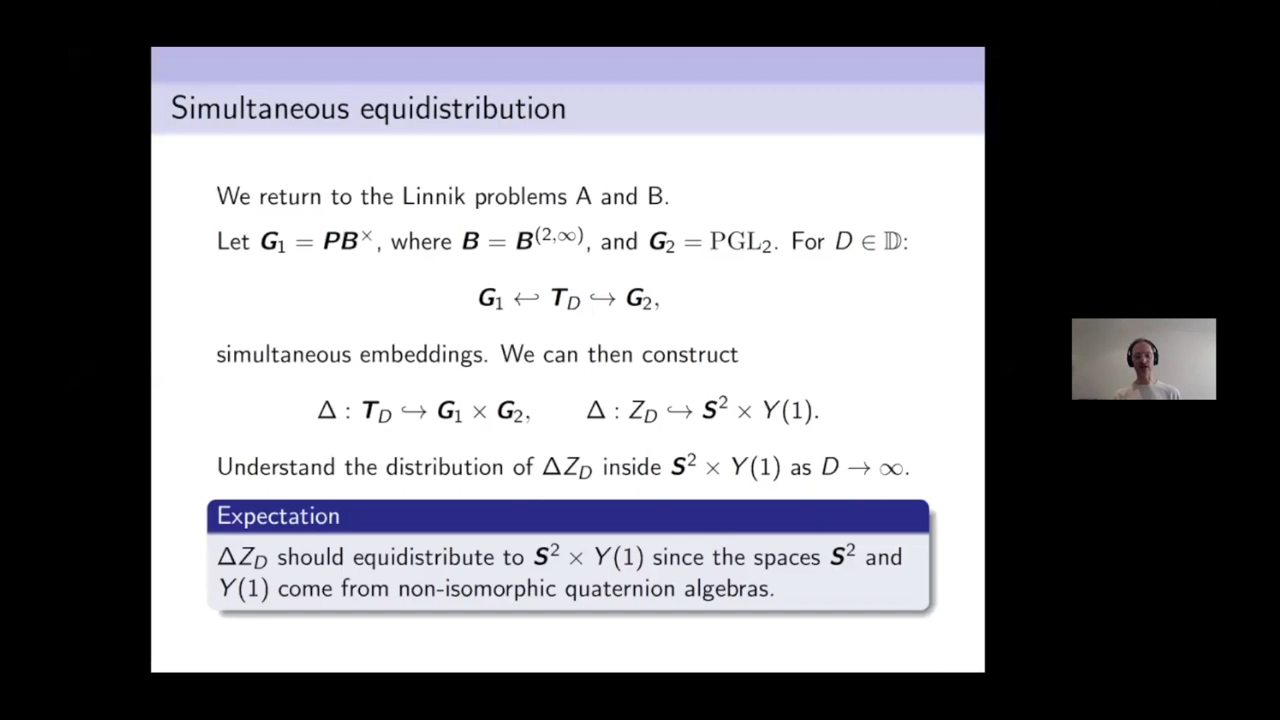 Simultaneous equidistribution
We return to the Linnik problems A and B.
Let G₁ = PB^×, where B = B^(2,∞), and G₂ = PGL₂. For D ∈ 𝔻:
G₁ ↩ T_D ↪ G₂,
simultaneous embeddings. We can then construct
Δ : T_D ↪ G₁ × G₂, Δ : Z_D ↪ S² × Y(1).
Understand the distribution of ΔZ_D inside S² × Y(1) as D → ∞.
Expectation
ΔZ_D should equidistribute to S² × Y(1) since the spaces S² and
Y(1) come from non-isomorphic quaternion algebras.